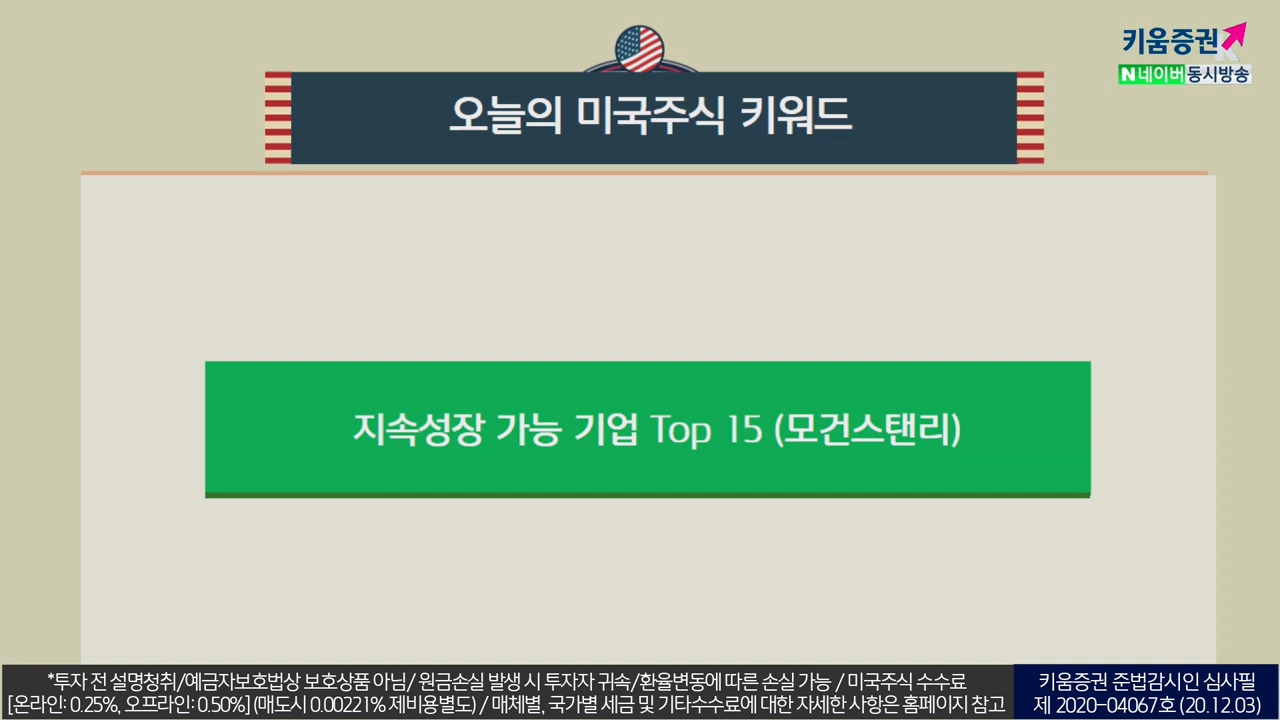 키움증권
N 네이버 동시방송
오늘의 미국주식 키워드
지속성장 가능 기업 Top 15 (모건스탠리)
*투자 전 설명청취/예금자보호법상 보호상품 아님/ 원금손실 발생 시 투자자 귀속/환율변동에 따른 손실 가능 / 미국주식 수수료
[온라인: 0.25%, 오프라인: 0.50%] (매도시 0.00221% 제비용별도) / 매체별, 국가별 세금 및 기타수수료에 대한 자세한 사항은 홈페이지 참고
키움증권 준법감시인 심사필
제 2020-04067호 (20.12.03)